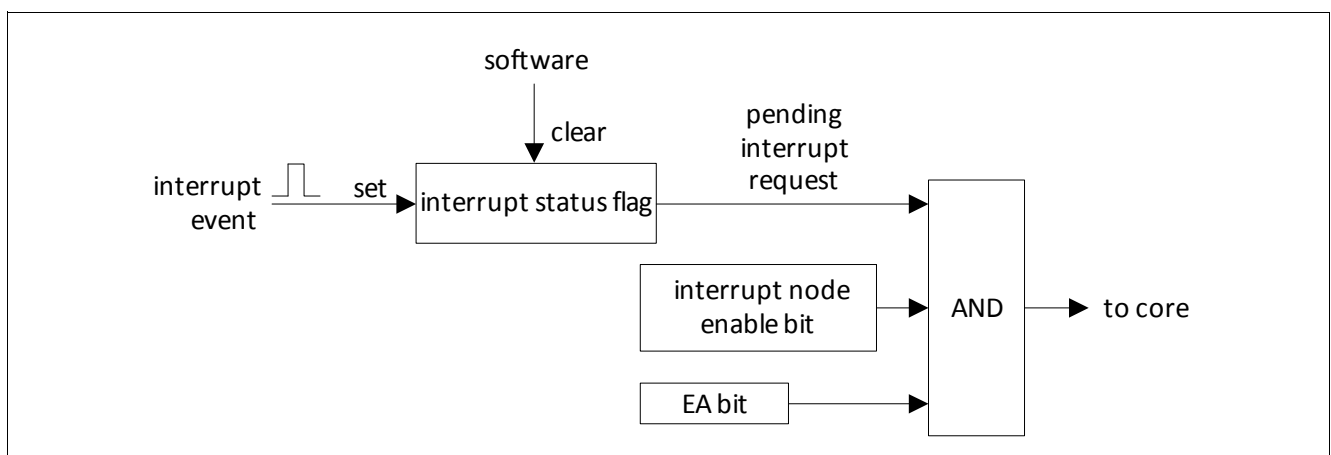 software
clear
pending
interrupt
request
interrupt
event
set
interrupt status flag
interrupt node
enable bit
AND
to core
EA bit